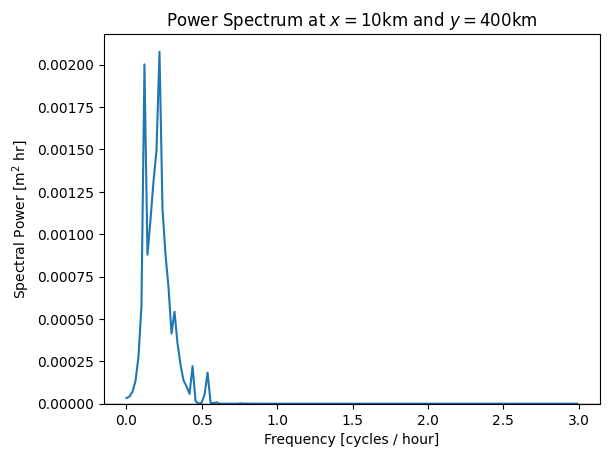 Power Spectrum at x = 10km and y = 400km
0.00200
0.00175
0.00150
0.00125
0.00100
0.00075
0.00050
0.00025
0.00000
Spectral Power [m² hr]
0.0 0.5 1.0 1.5 2.0 2.5 3.0
Frequency [cycles / hour]